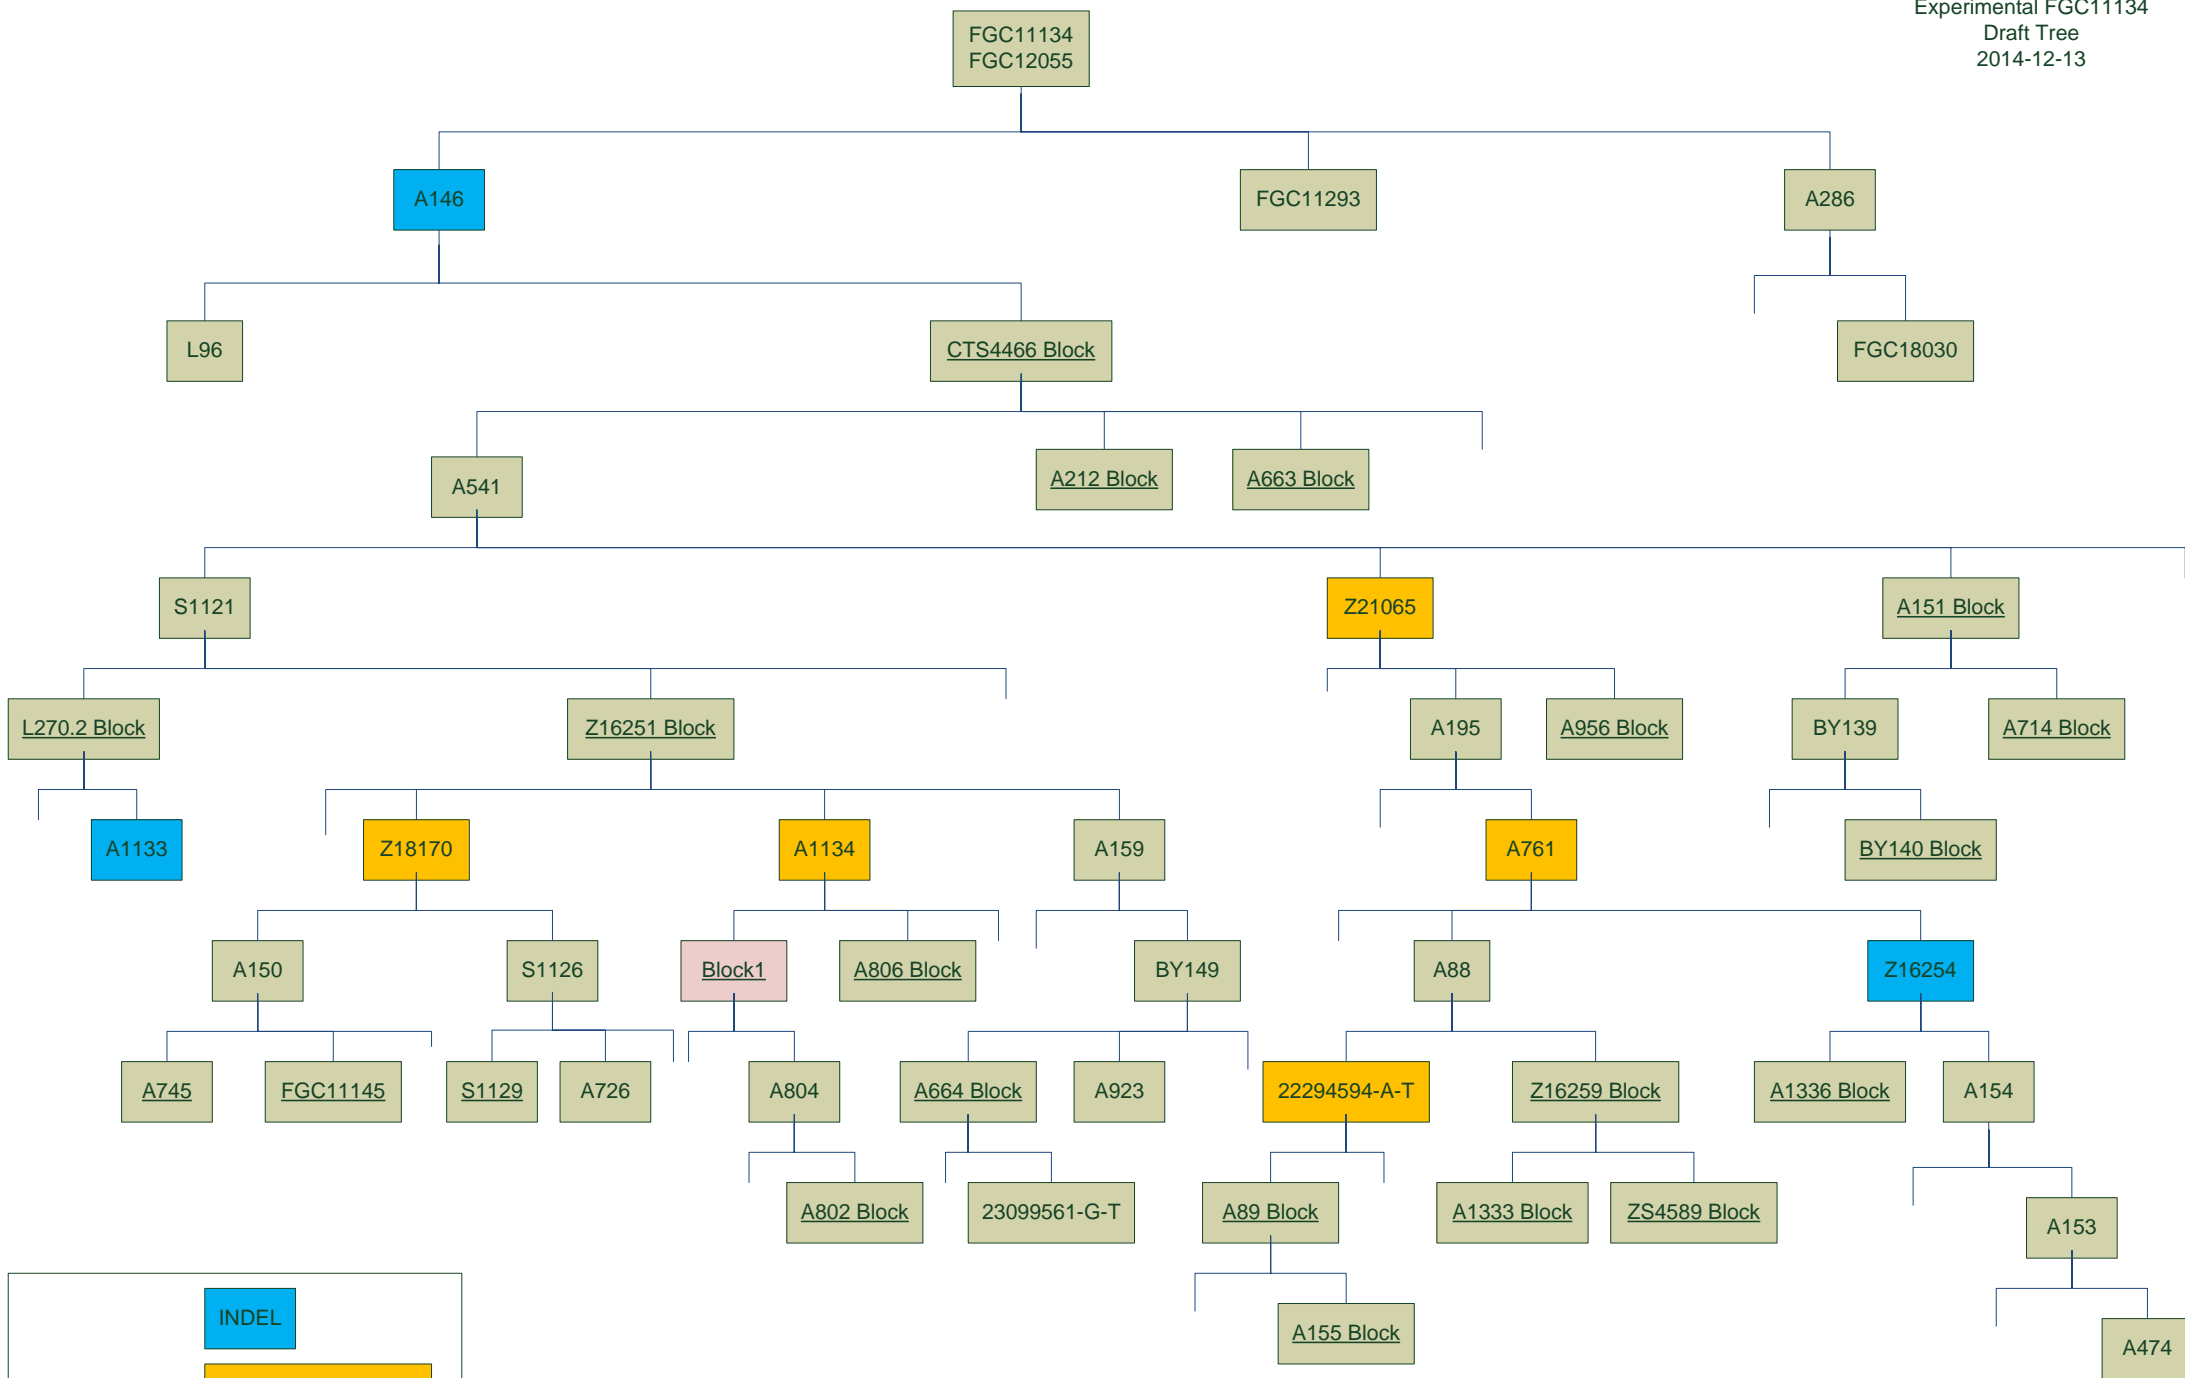 Experimental FGC11134
Draft Tree
2014-12-13
FGC11134
FGC12055
A146
FGC11293
A286
L96
CTS4466 Block
FGC18030
A541
A212 Block
A663 Block
S1121
Z21065
A151 Block
L270.2 Block
Z16251 Block
A195
A956 Block
BY139
A714 Block
A1133
Z18170
A1134
A159
A761
BY140 Block
A150
S1126
Block1
A806 Block
BY149
A88
Z16254
A745
FGC11145
S1129
A726
A804
A664 Block
A923
22294594-A-T
Z16259 Block
A1336 Block
A154
A802 Block
23099561-G-T
A89 Block
A1333 Block
ZS4589 Block
A153
INDEL
A155 Block
A474